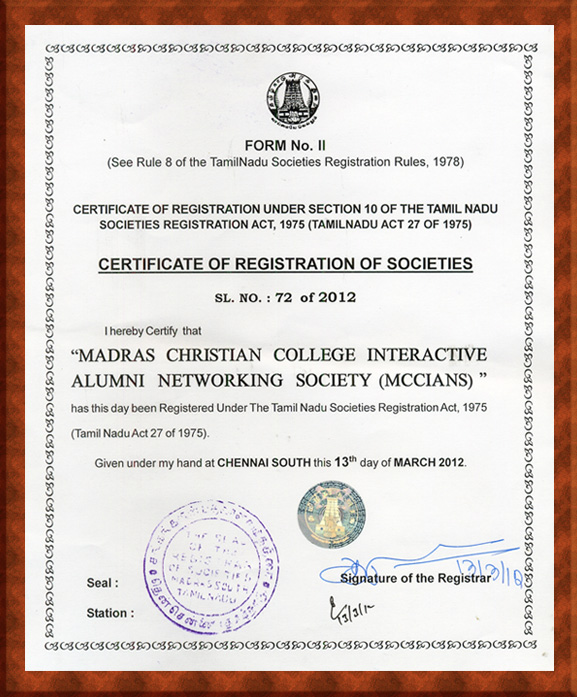 FORM No. II
(See Rule 8 of the TamilNadu Societies Registration Rules, 1978)
CERTIFICATE OF REGISTRATION UNDER SECTION 10 OF THE TAMIL NADU
SOCIETIES REGISTRATION ACT, 1975 (TAMILNADU ACT 27 OF 1975)
CERTIFICATE OF REGISTRATION OF SOCIETIES
SL. NO. : 72 of 2012
I hereby Certify that
“MADRAS CHRISTIAN COLLEGE INTERACTIVE
ALUMNI NETWORKING SOCIETY (MCCIANS) ”
has this day been Registered Under The Tamil Nadu Societies Registration Act, 1975
(Tamil Nadu Act 27 of 1975).
Given under my hand at CHENNAI SOUTH this 13th day of MARCH 2012.
THE SEAL
OF THE
REGISTRAR
OF SOCIETIES
MADRAS SOUTH
TAMILNADU
13/3/12
Signature of the Registrar
Seal :
13/3/12
Station :